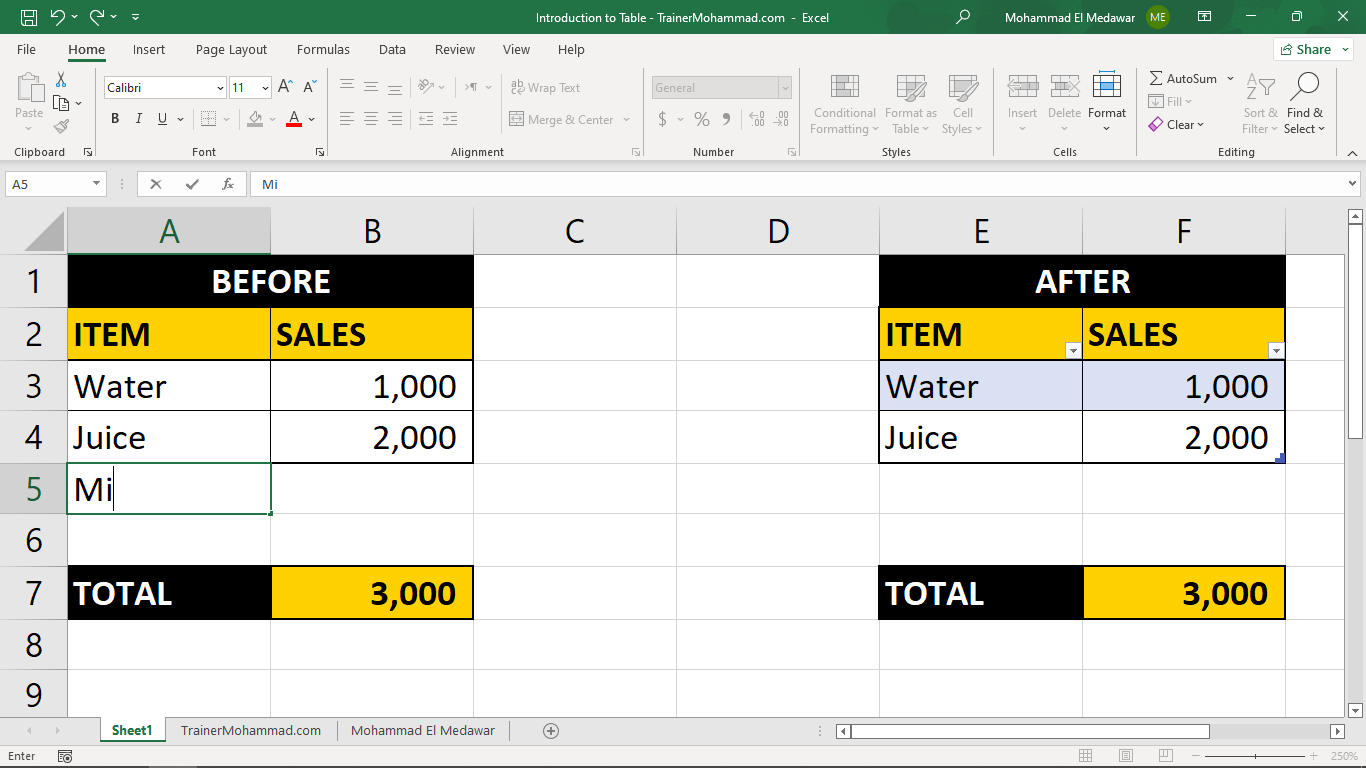 Introduction to Table - TrainerMohammad.com - Excel
Mohammad El Medawar ME
File Home Insert Page Layout Formulas Data Review View Help Share
Paste
Calibri 11
B I U A
ab Wrap Text
Merge & Center
General
$ % 9
Conditional Formatting
Format as Table
Cell Styles
Insert Delete Format
AutoSum
Fill
Clear
Sort & Filter
Find & Select
Clipboard Font Alignment Number Styles Cells Editing
A5 fx Mi
A B C D E F
1 BEFORE AFTER
2 ITEM SALES ITEM SALES
3 Water 1,000 Water 1,000
4 Juice 2,000 Juice 2,000
5 Mi
6
7 TOTAL 3,000 TOTAL 3,000
8
9
Sheet1 TrainerMohammad.com Mohammad El Medawar
Enter 250%